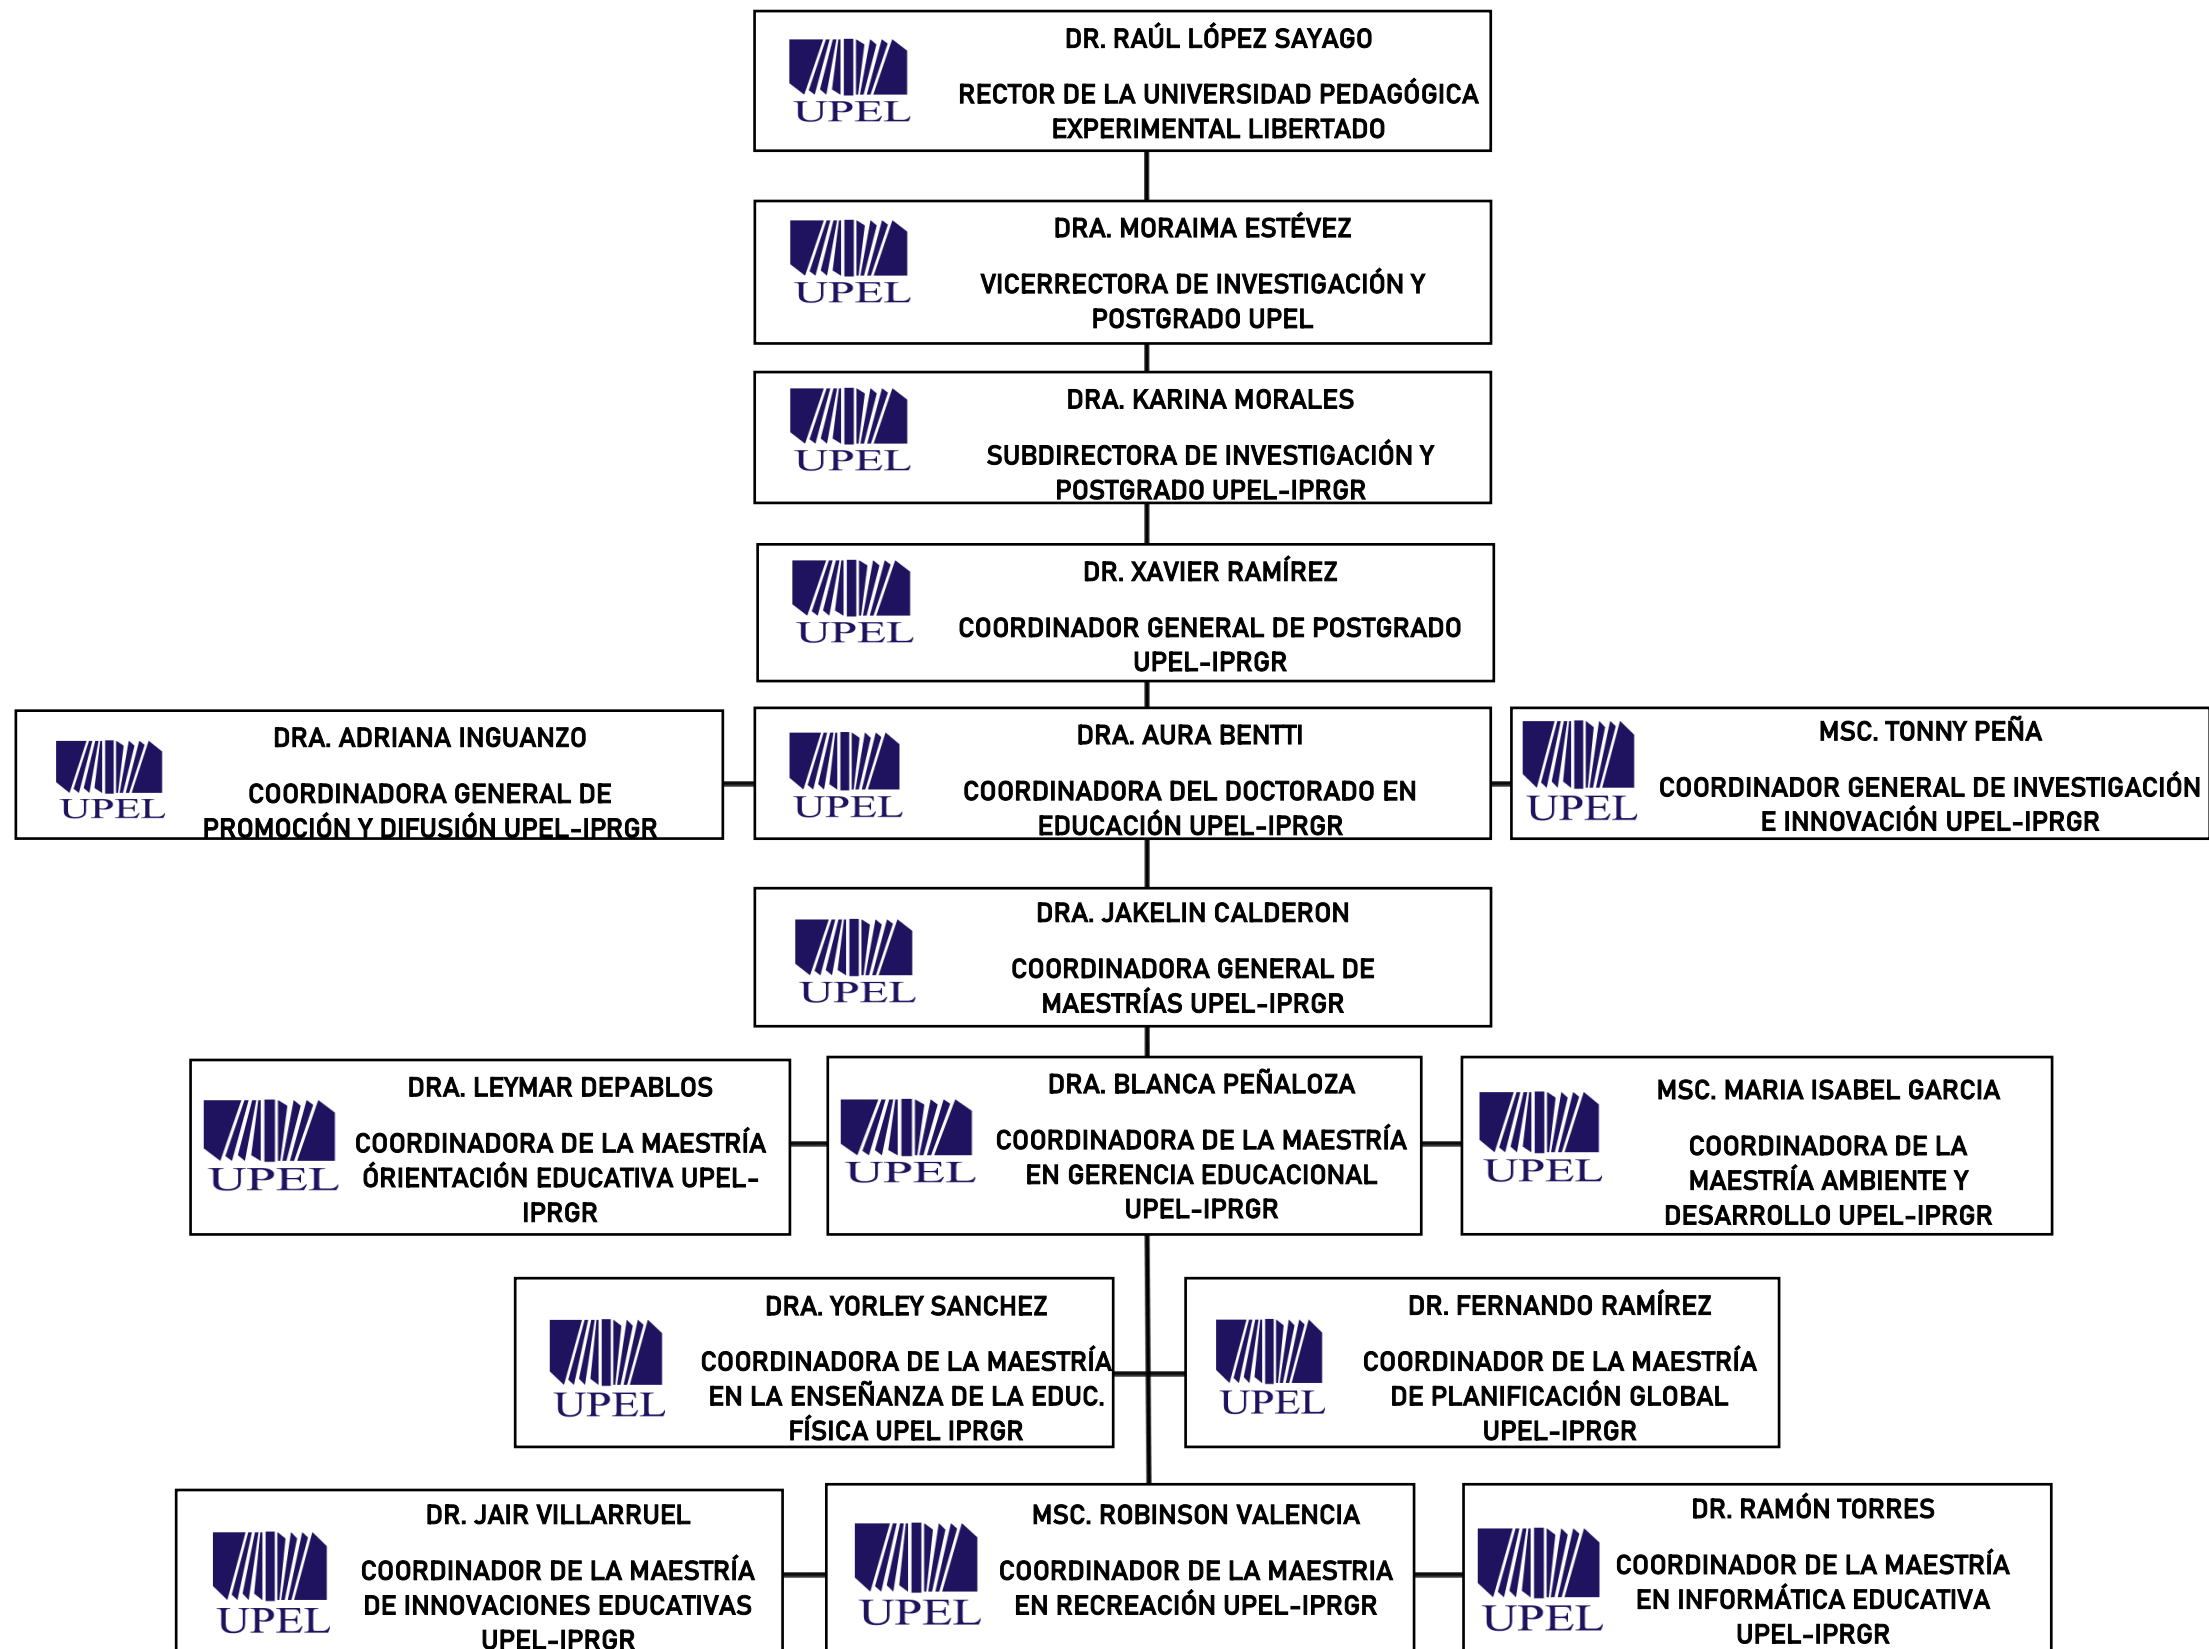 DR. RAÚL LÓPEZ SAYAGO
RECTOR DE LA UNIVERSIDAD PEDAGÓGICA
EXPERIMENTAL LIBERTADO
UPEL
DRA. MORAIMA ESTÉVEZ
VICERRECTORA DE INVESTIGACIÓN Y
POSTGRADO UPEL
UPEL
DRA. KARINA MORALES
SUBDIRECTORA DE INVESTIGACIÓN Y
POSTGRADO UPEL-IPRGR
UPEL
DR. XAVIER RAMÍREZ
COORDINADOR GENERAL DE POSTGRADO
UPEL-IPRGR
UPEL
DRA. ADRIANA INGUANZO
COORDINADORA GENERAL DE
PROMOCIÓN Y DIFUSIÓN UPEL-IPRGR
UPEL
DRA. AURA BENTTI
COORDINADORA DEL DOCTORADO EN
EDUCACIÓN UPEL-IPRGR
UPEL
MSC. TONNY PEÑA
COORDINADOR GENERAL DE INVESTIGACIÓN
E INNOVACIÓN UPEL-IPRGR
UPEL
DRA. JAKELIN CALDERON
COORDINADORA GENERAL DE
MAESTRÍAS UPEL-IPRGR
UPEL
DRA. LEYMAR DEPABLOS
COORDINADORA DE LA MAESTRÍA
ÓRIENTACIÓN EDUCATIVA UPEL-
IPRGR
UPEL
DRA. BLANCA PEÑALOZA
COORDINADORA DE LA MAESTRÍA
EN GERENCIA EDUCACIONAL
UPEL-IPRGR
UPEL
MSC. MARIA ISABEL GARCIA
COORDINADORA DE LA
MAESTRÍA AMBIENTE Y
DESARROLLO UPEL-IPRGR
UPEL
DRA. YORLEY SANCHEZ
COORDINADORA DE LA MAESTRÍA
EN LA ENSEÑANZA DE LA EDUC.
FÍSICA UPEL IPRGR
UPEL
DR. FERNANDO RAMÍREZ
COORDINADOR DE LA MAESTRÍA
DE PLANIFICACIÓN GLOBAL
UPEL-IPRGR
UPEL
DR. JAIR VILLARRUEL
COORDINADOR DE LA MAESTRÍA
DE INNOVACIONES EDUCATIVAS
UPEL-IPRGR
UPEL
MSC. ROBINSON VALENCIA
COORDINADOR DE LA MAESTRIA
EN RECREACIÓN UPEL-IPRGR
UPEL
DR. RAMÓN TORRES
COORDINADOR DE LA MAESTRÍA
EN INFORMÁTICA EDUCATIVA
UPEL-IPRGR
UPEL